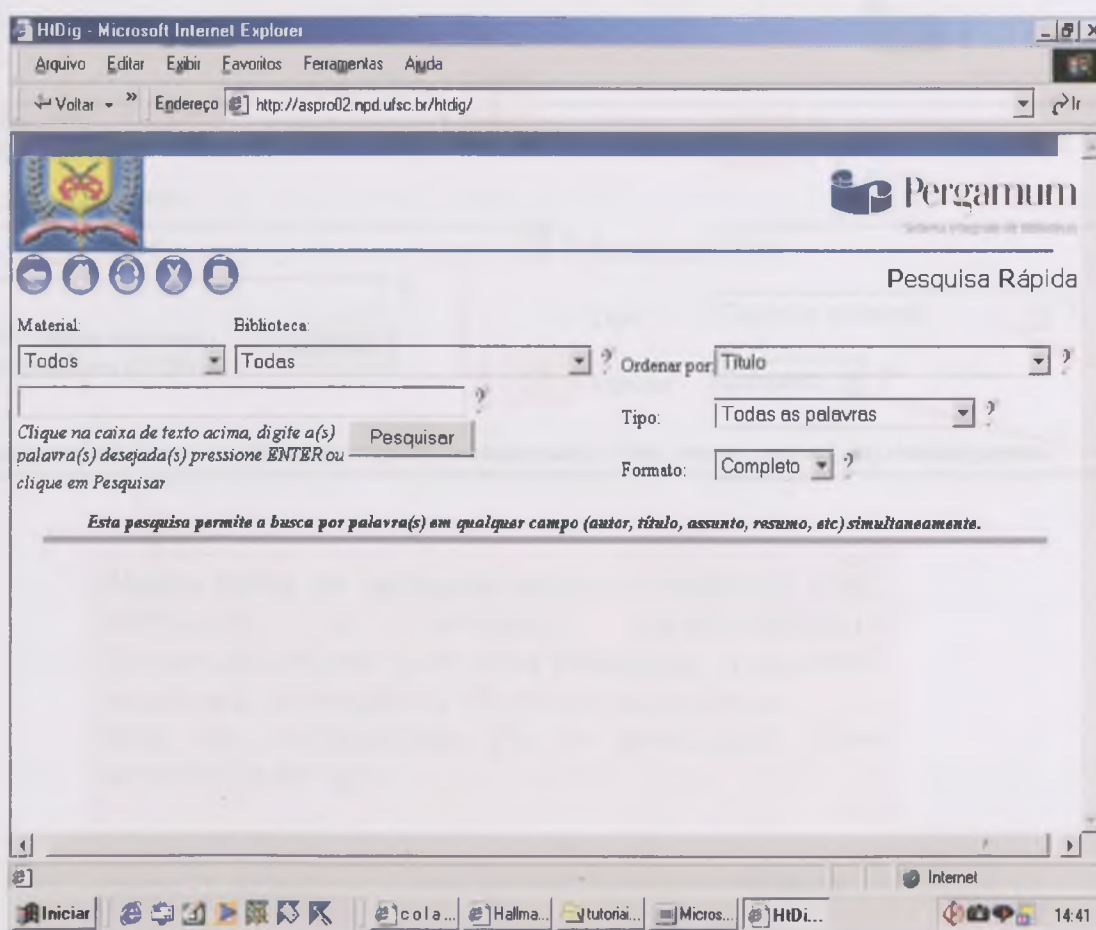 HtDig - Microsoft Internet Explorer
Arquivo Editar Exibir Favoritos Ferramentas Ajuda
Voltar » Endereço http://aspro02.npd.ufsc.br/htdig/ Ir
Pergamum
Pesquisa Rápida
Material: Biblioteca:
Todos Todas ? Ordenar por: Título ?
? Tipo: Todas as palavras ?
Clique na caixa de texto acima, digite a(s) Pesquisar
palavra(s) desejada(s) pressione ENTER ou
clique em Pesquisar
Formato: Completo ?
Esta pesquisa permite a busca por palavra(s) em qualquer campo (autor, título, assunto, resumo, etc) simultaneamente.
Internet
Iniciar cola... Hallma... tutoriai... Micros... HtDi... 14:41